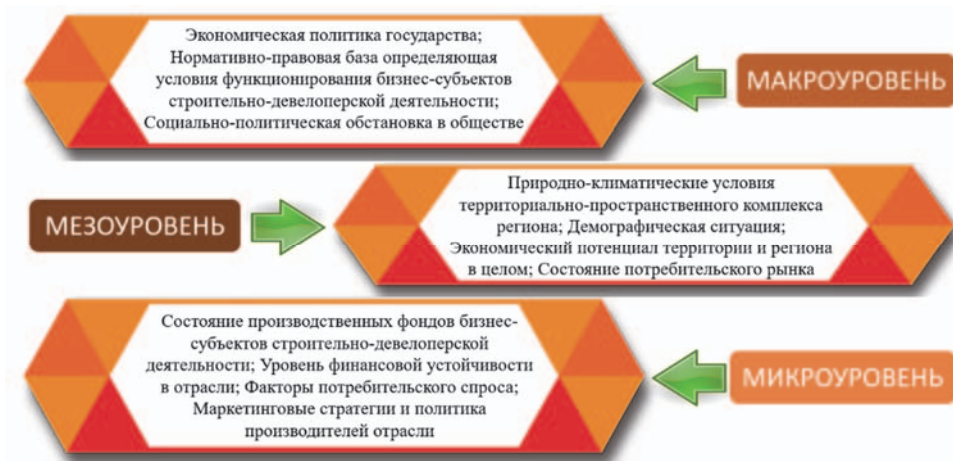 Экономическая политика государства;
Нормативно-правовая база определяющая
условия функционирования бизнес-субъектов
строительно-девелоперской деятельности;
Социально-политическая обстановка в обществе
МАКРОУРОВЕНЬ
МЕЗОУРОВЕНЬ
Природно-климатические условия
территориально-пространственного комплекса
региона; Демографическая ситуация;
Экономический потенциал территории и региона
в целом; Состояние потребительского рынка
Состояние производственных фондов бизнес-
субъектов строительно-девелоперской
деятельности; Уровень финансовой устойчивости
в отрасли; Факторы потребительского спроса;
Маркетинговые стратегии и политика
производителей отрасли
МИКРОУРОВЕНЬ